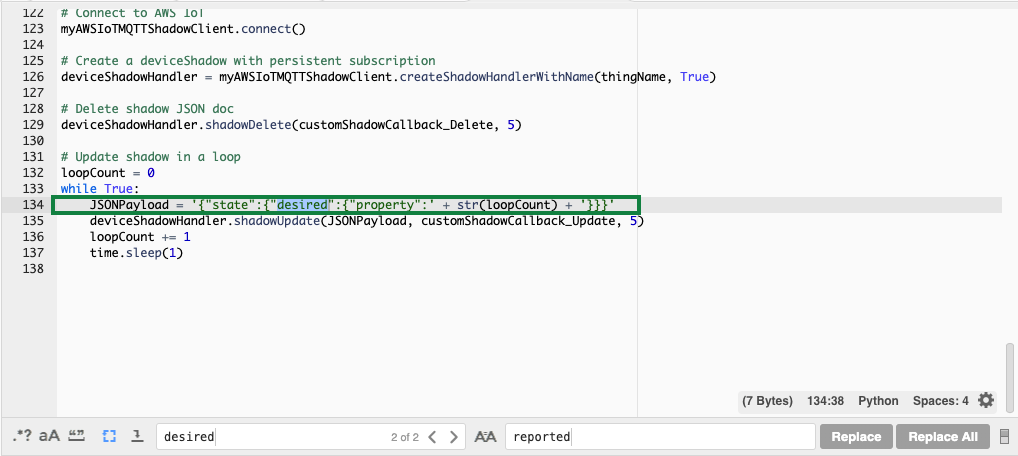 122 # Connect to AWS IoT
123 myAWSIoTMQTTShadowClient.connect()
124
125 # Create a deviceShadow with persistent subscription
126 deviceShadowHandler = myAWSIoTMQTTShadowClient.createShadowHandlerWithName(thingName, True)
127
128 # Delete shadow JSON doc
129 deviceShadowHandler.shadowDelete(customShadowCallback_Delete, 5)
130
131 # Update shadow in a loop
132 loopCount = 0
133 while True:
134     JSONPayload = '{"state":{"desired":{"property":' + str(loopCount) + '}}}'
135     deviceShadowHandler.shadowUpdate(JSONPayload, customShadowCallback_Update, 5)
136     loopCount += 1
137     time.sleep(1)
138
(7 Bytes) 134:38 Python Spaces: 4
.*? aA “” desired 2 of 2 AA reported Replace Replace All